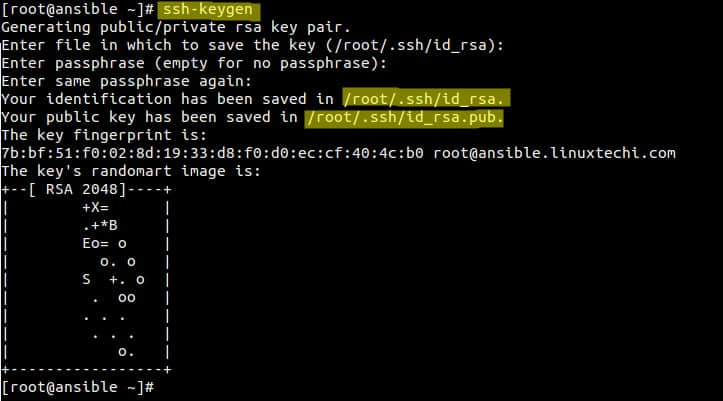 [root@ansible ~]# ssh-keygen
Generating public/private rsa key pair.
Enter file in which to save the key (/root/.ssh/id_rsa):
Enter passphrase (empty for no passphrase):
Enter same passphrase again:
Your identification has been saved in /root/.ssh/id_rsa.
Your public key has been saved in /root/.ssh/id_rsa.pub.
The key fingerprint is:
7b:bf:51:f0:02:8d:19:33:d8:f0:d0:ec:cf:40:4c:b0 root@ansible.linuxtechi.com
The key's randomart image is:
+--[ RSA 2048]----+
|        +X=      |
|        .+*B     |
|        Eo= o    |
|          o. o   |
|        S  +. o  |
|         .  oo   |
|        . . .    |
|         . . .   |
|            o.   |
+-----------------+
[root@ansible ~]#